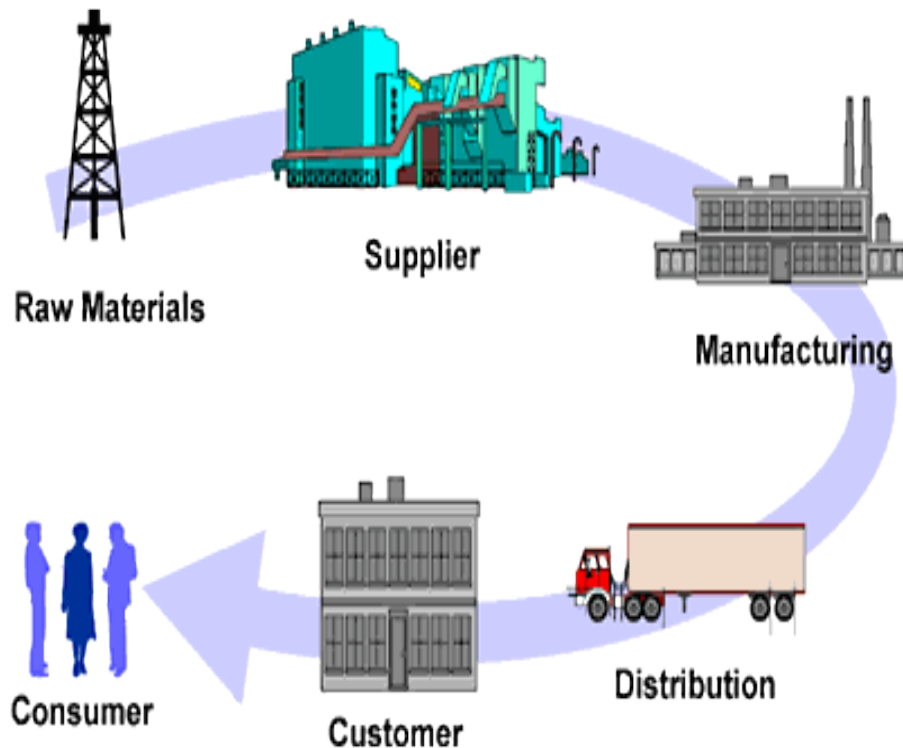 Raw Materials
Supplier
Manufacturing
Distribution
Customer
Consumer